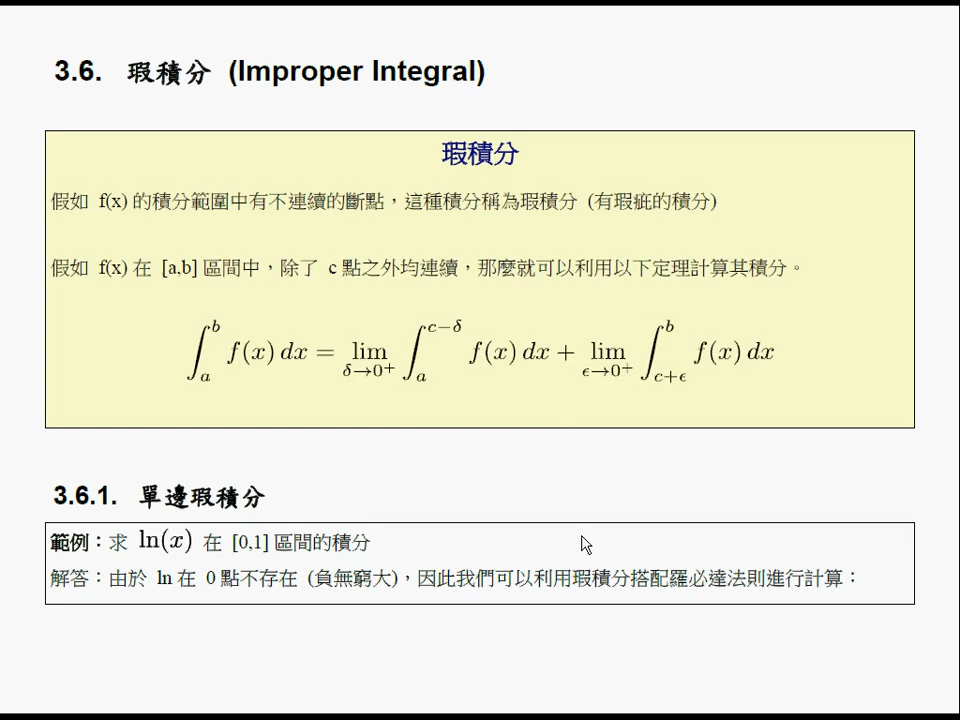 3.6. 瑕積分 (Improper Integral)
瑕積分
假如 f(x) 的積分範圍中有不連續的斷點，這種積分稱為瑕積分 (有瑕疵的積分)
假如 f(x) 在 [a,b] 區間中，除了 c 點之外均連續，那麼就可以利用以下定理計算其積分。
∫_a^b f(x) dx = lim_{δ→0⁺} ∫_a^{c−δ} f(x) dx + lim_{ϵ→0⁺} ∫_{c+ϵ}^b f(x) dx
3.6.1. 單邊瑕積分
範例：求 ln(x) 在 [0,1] 區間的積分
解答：由於 ln 在 0 點不存在 (負無窮大)，因此我們可以利用瑕積分搭配羅必達法則進行計算：